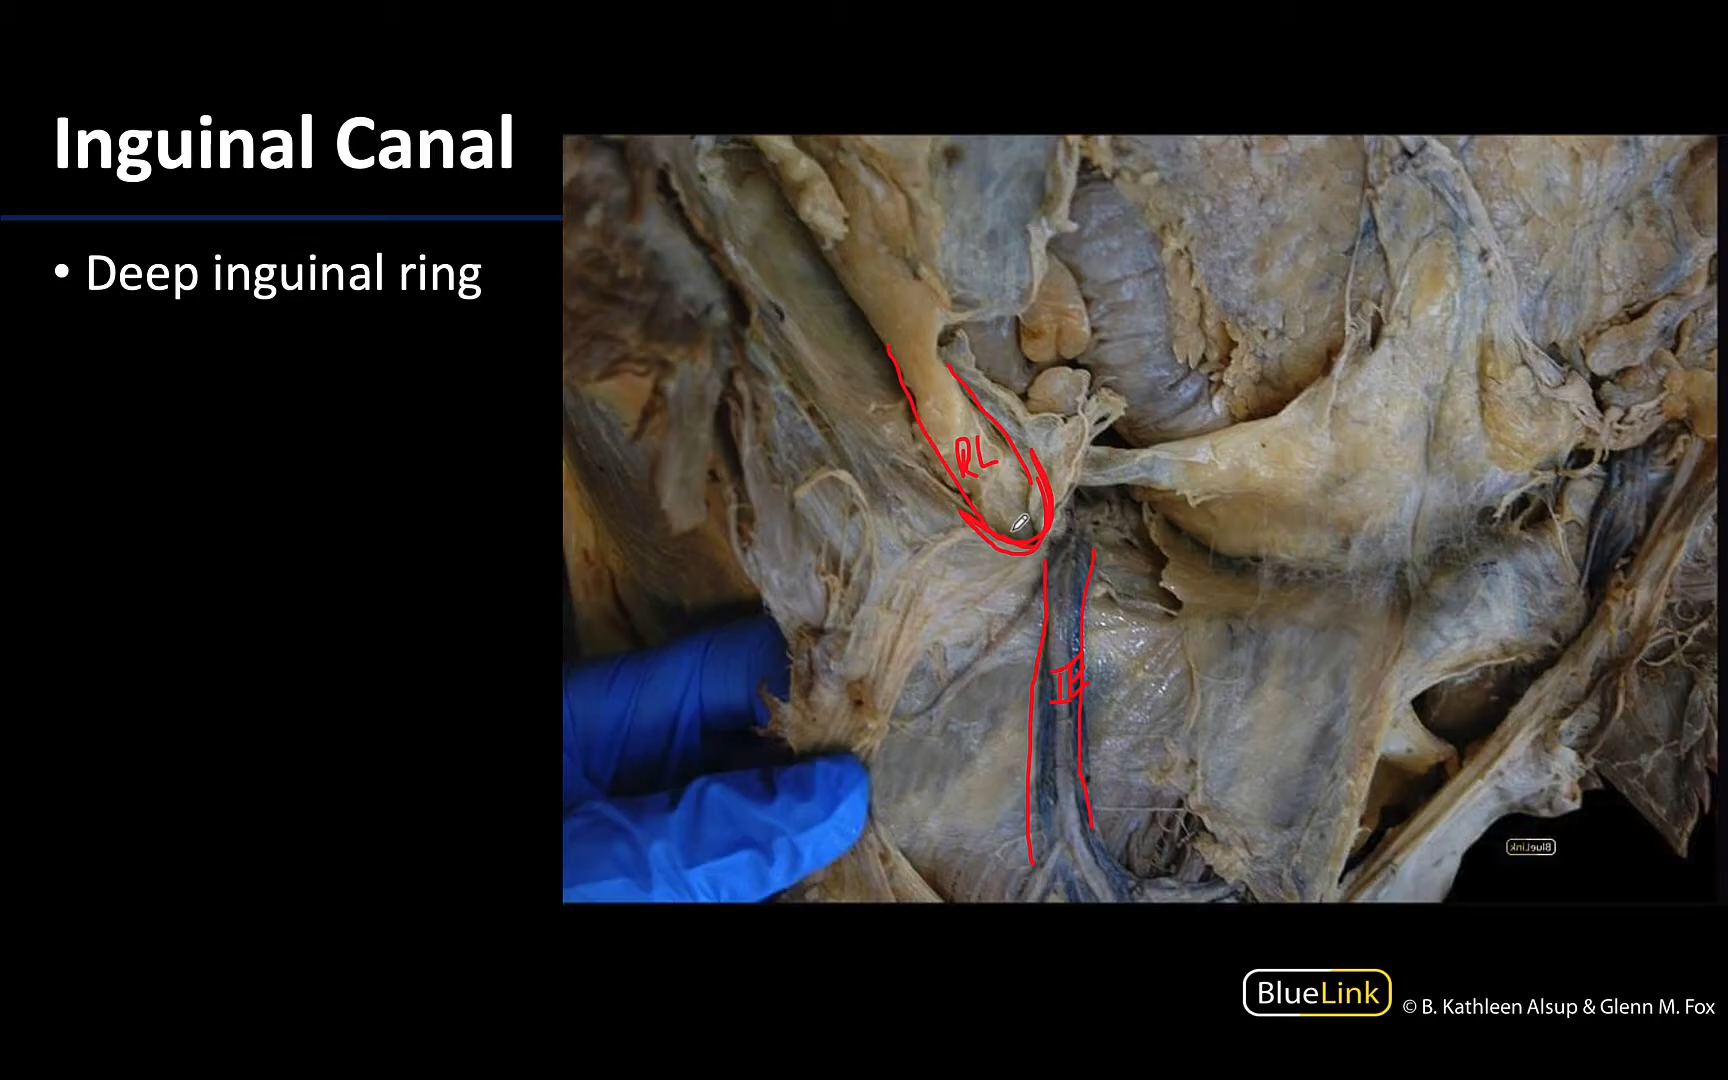 Inguinal Canal
• Deep inguinal ring
RL
IE
BlueLink
BlueLink
© B. Kathleen Alsup & Glenn M. Fox